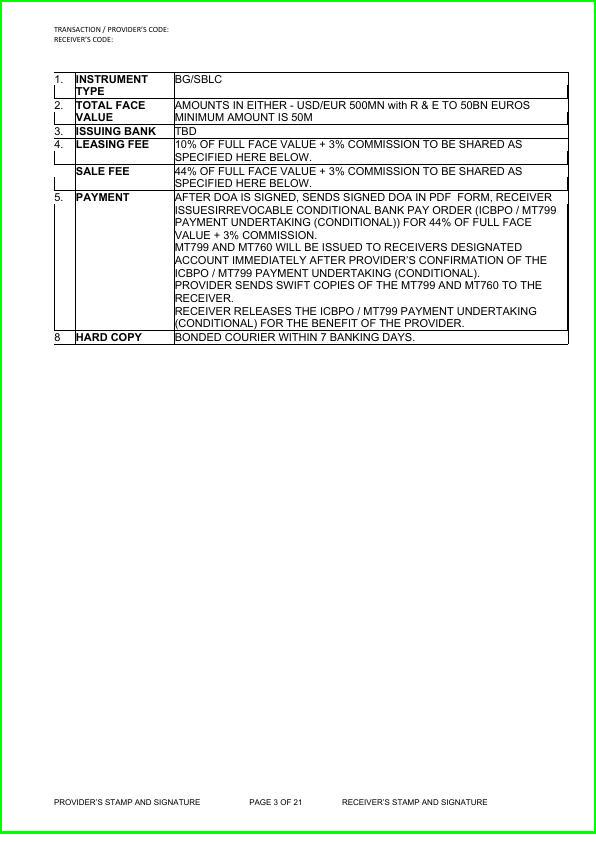 TRANSACTION / PROVIDER'S CODE:
RECEIVER'S CODE:
1. INSTRUMENT TYPE BG/SBLC
2. TOTAL FACE VALUE AMOUNTS IN EITHER - USD/EUR 500MN with R & E TO 50BN EUROS
MINIMUM AMOUNT IS 50M
3. ISSUING BANK TBD
4. LEASING FEE 10% OF FULL FACE VALUE + 3% COMMISSION TO BE SHARED AS
SPECIFIED HERE BELOW.
SALE FEE 44% OF FULL FACE VALUE + 3% COMMISSION TO BE SHARED AS
SPECIFIED HERE BELOW.
5. PAYMENT AFTER DOA IS SIGNED, SENDS SIGNED DOA IN PDF FORM, RECEIVER
ISSUESIRREVOCABLE CONDITIONAL BANK PAY ORDER (ICBPO / MT799
PAYMENT UNDERTAKING (CONDITIONAL)) FOR 44% OF FULL FACE
VALUE + 3% COMMISSION.
MT799 AND MT760 WILL BE ISSUED TO RECEIVERS DESIGNATED
ACCOUNT IMMEDIATELY AFTER PROVIDER'S CONFIRMATION OF THE
ICBPO / MT799 PAYMENT UNDERTAKING (CONDITIONAL).
PROVIDER SENDS SWIFT COPIES OF THE MT799 AND MT760 TO THE
RECEIVER.
RECEIVER RELEASES THE ICBPO / MT799 PAYMENT UNDERTAKING
(CONDITIONAL) FOR THE BENEFIT OF THE PROVIDER.
8 HARD COPY BONDED COURIER WITHIN 7 BANKING DAYS.
PROVIDER'S STAMP AND SIGNATURE PAGE 3 OF 21 RECEIVER'S STAMP AND SIGNATURE